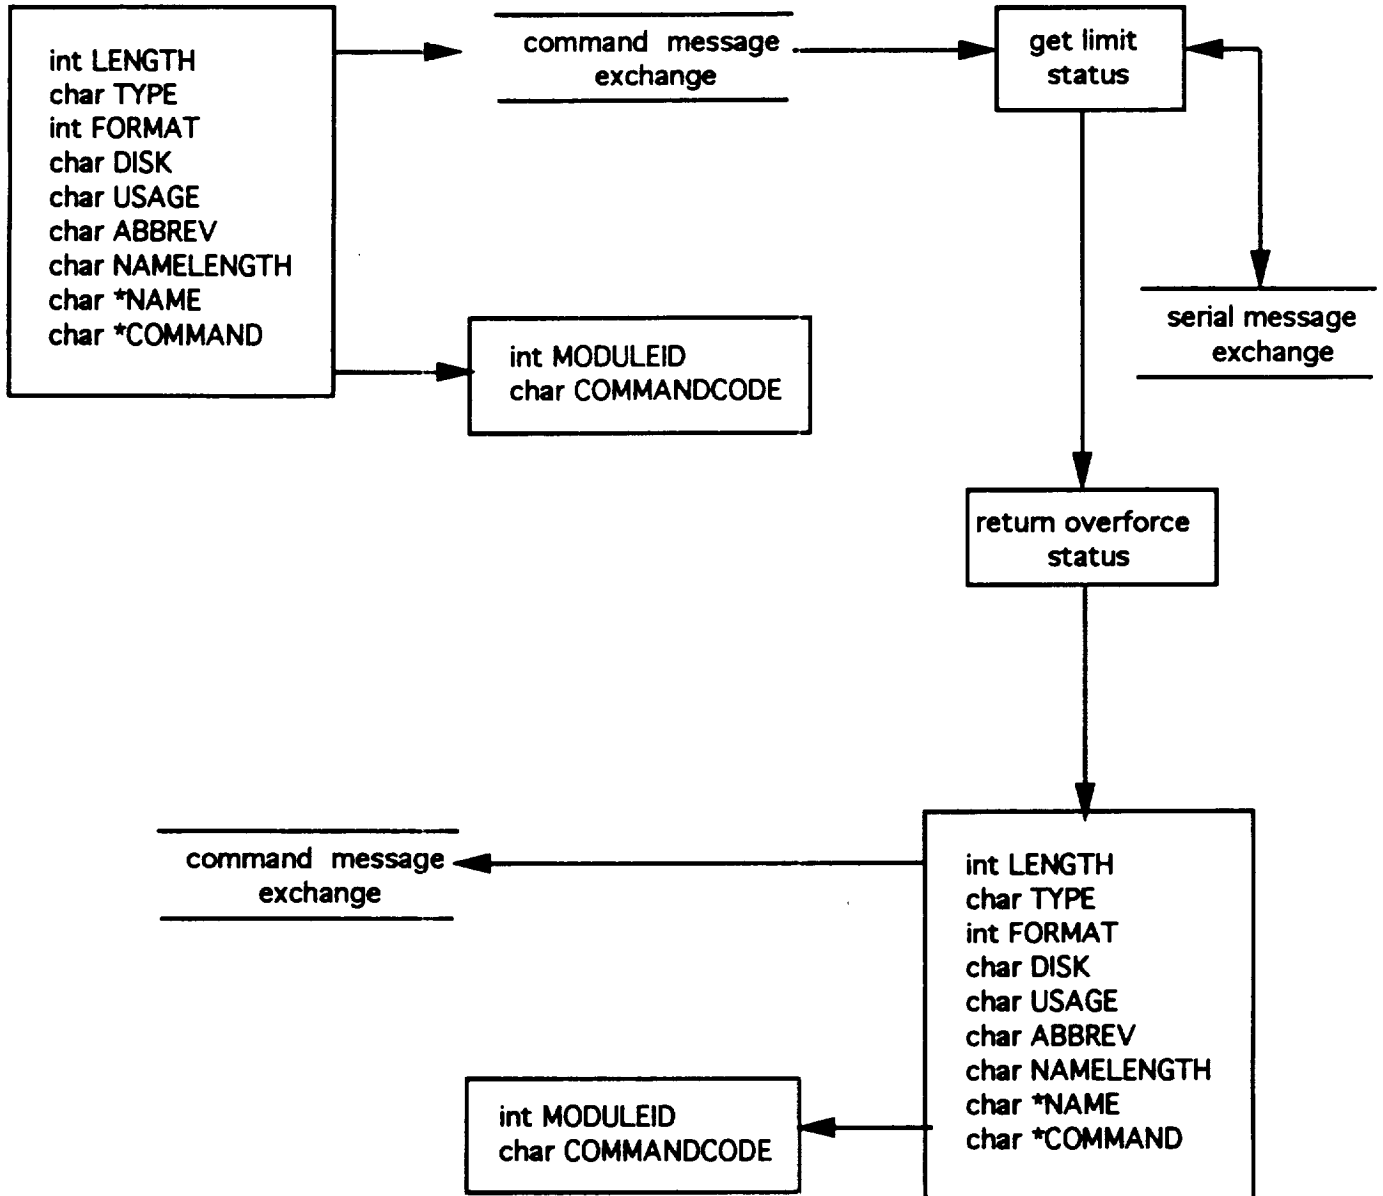 int LENGTH
char TYPE
int FORMAT
char DISK
char USAGE
char ABBREV
char NAMELENGTH
char *NAME
char *COMMAND
command message
exchange
get limit
status
serial message
exchange
int MODULEID
char COMMANDCODE
return overforce
status
command message
exchange
int LENGTH
char TYPE
int FORMAT
char DISK
char USAGE
char ABBREV
char NAMELENGTH
char *NAME
char *COMMAND
int MODULEID
char COMMANDCODE